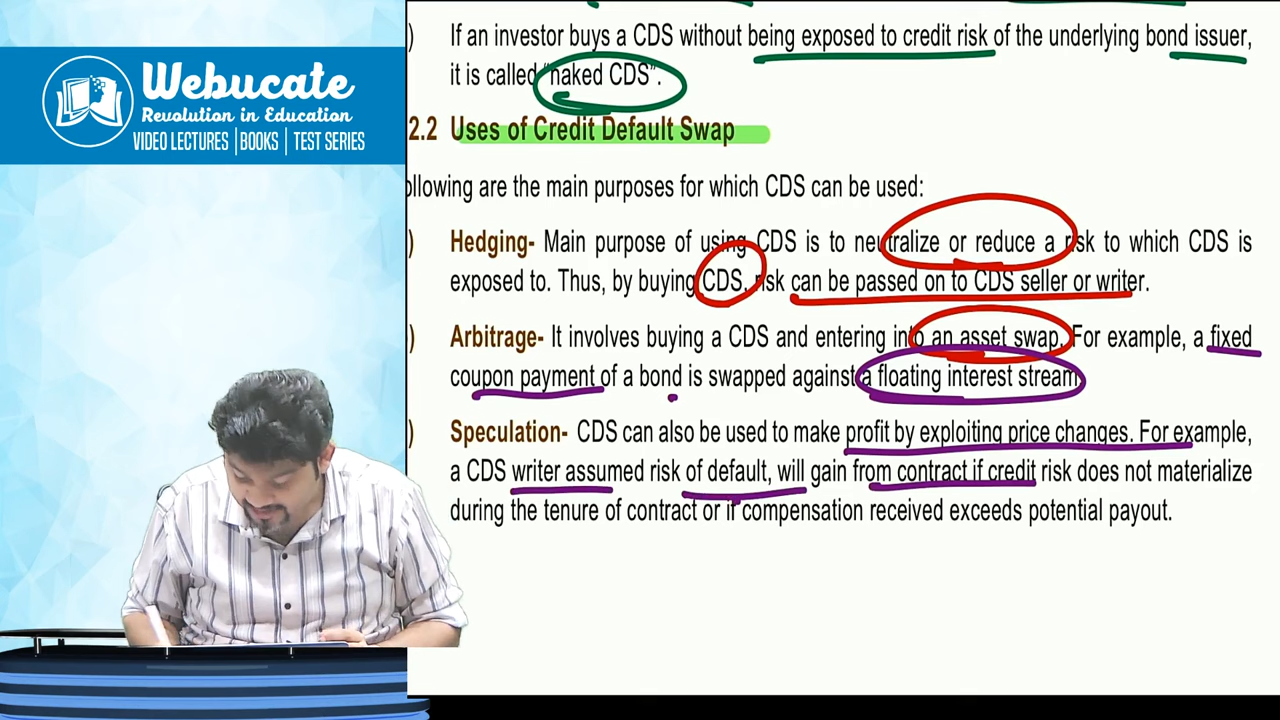 Webucate
Revolution in Education
VIDEO LECTURES | BOOKS | TEST SERIES
) If an investor buys a CDS without being exposed to credit risk of the underlying bond issuer,
it is called "naked CDS".
2.2 Uses of Credit Default Swap
ollowing are the main purposes for which CDS can be used:
) Hedging- Main purpose of using CDS is to neutralize or reduce a risk to which CDS is
exposed to. Thus, by buying CDS, risk can be passed on to CDS seller or writer.
) Arbitrage- It involves buying a CDS and entering into an asset swap. For example, a fixed
coupon payment of a bond is swapped against a floating interest stream.
) Speculation- CDS can also be used to make profit by exploiting price changes. For example,
a CDS writer assumed risk of default, will gain from contract if credit risk does not materialize
during the tenure of contract or if compensation received exceeds potential payout.